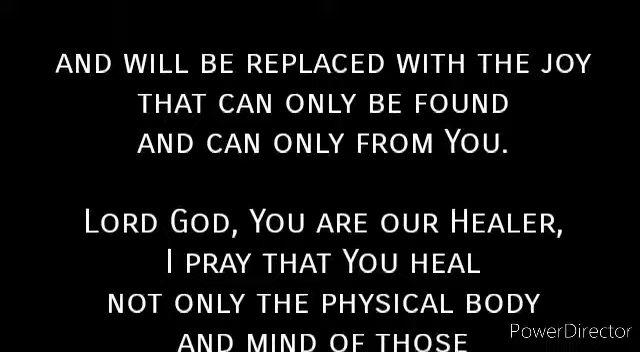 AND WILL BE REPLACED WITH THE JOY
THAT CAN ONLY BE FOUND
AND CAN ONLY FROM YOU.
LORD GOD, YOU ARE OUR HEALER,
I PRAY THAT YOU HEAL
NOT ONLY THE PHYSICAL BODY
AND MIND OF THOSE
PowerDirector